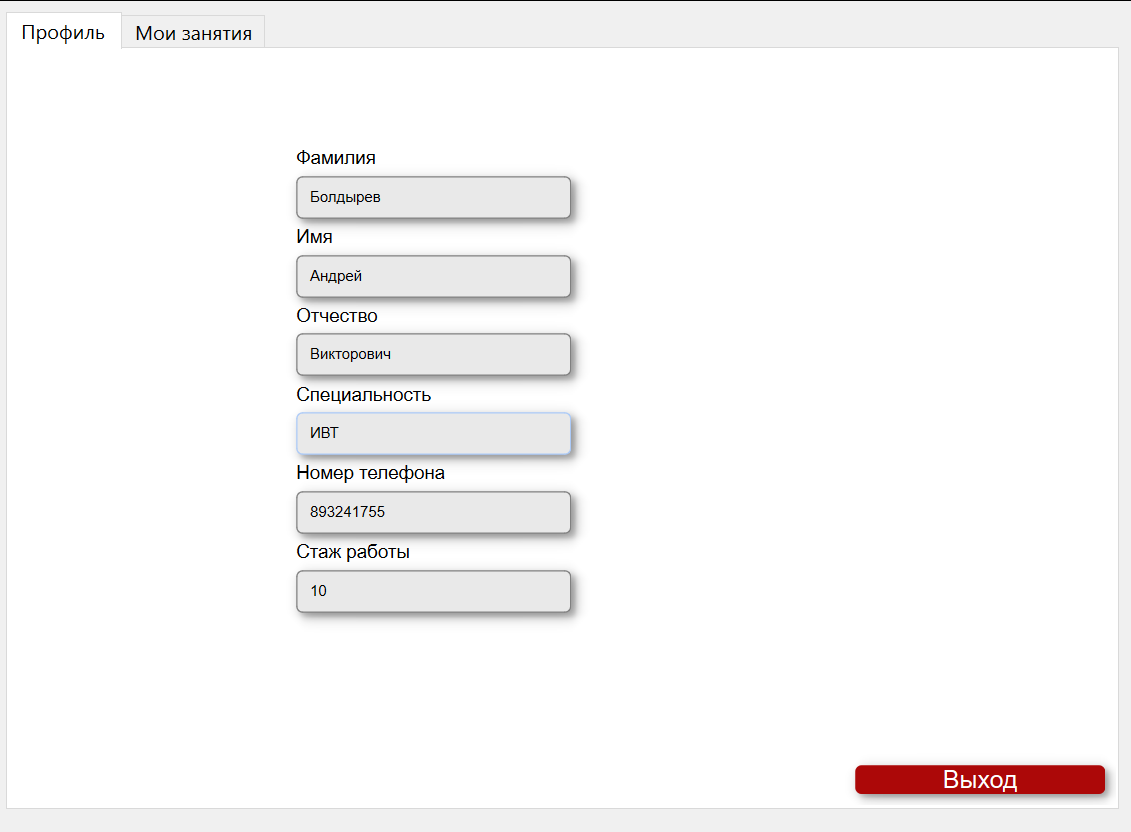 Профиль
Мои занятия
Фамилия
Болдырев
Имя
Андрей
Отчество
Викторович
Специальность
ИВТ
Номер телефона
893241755
Стаж работы
10
Выход